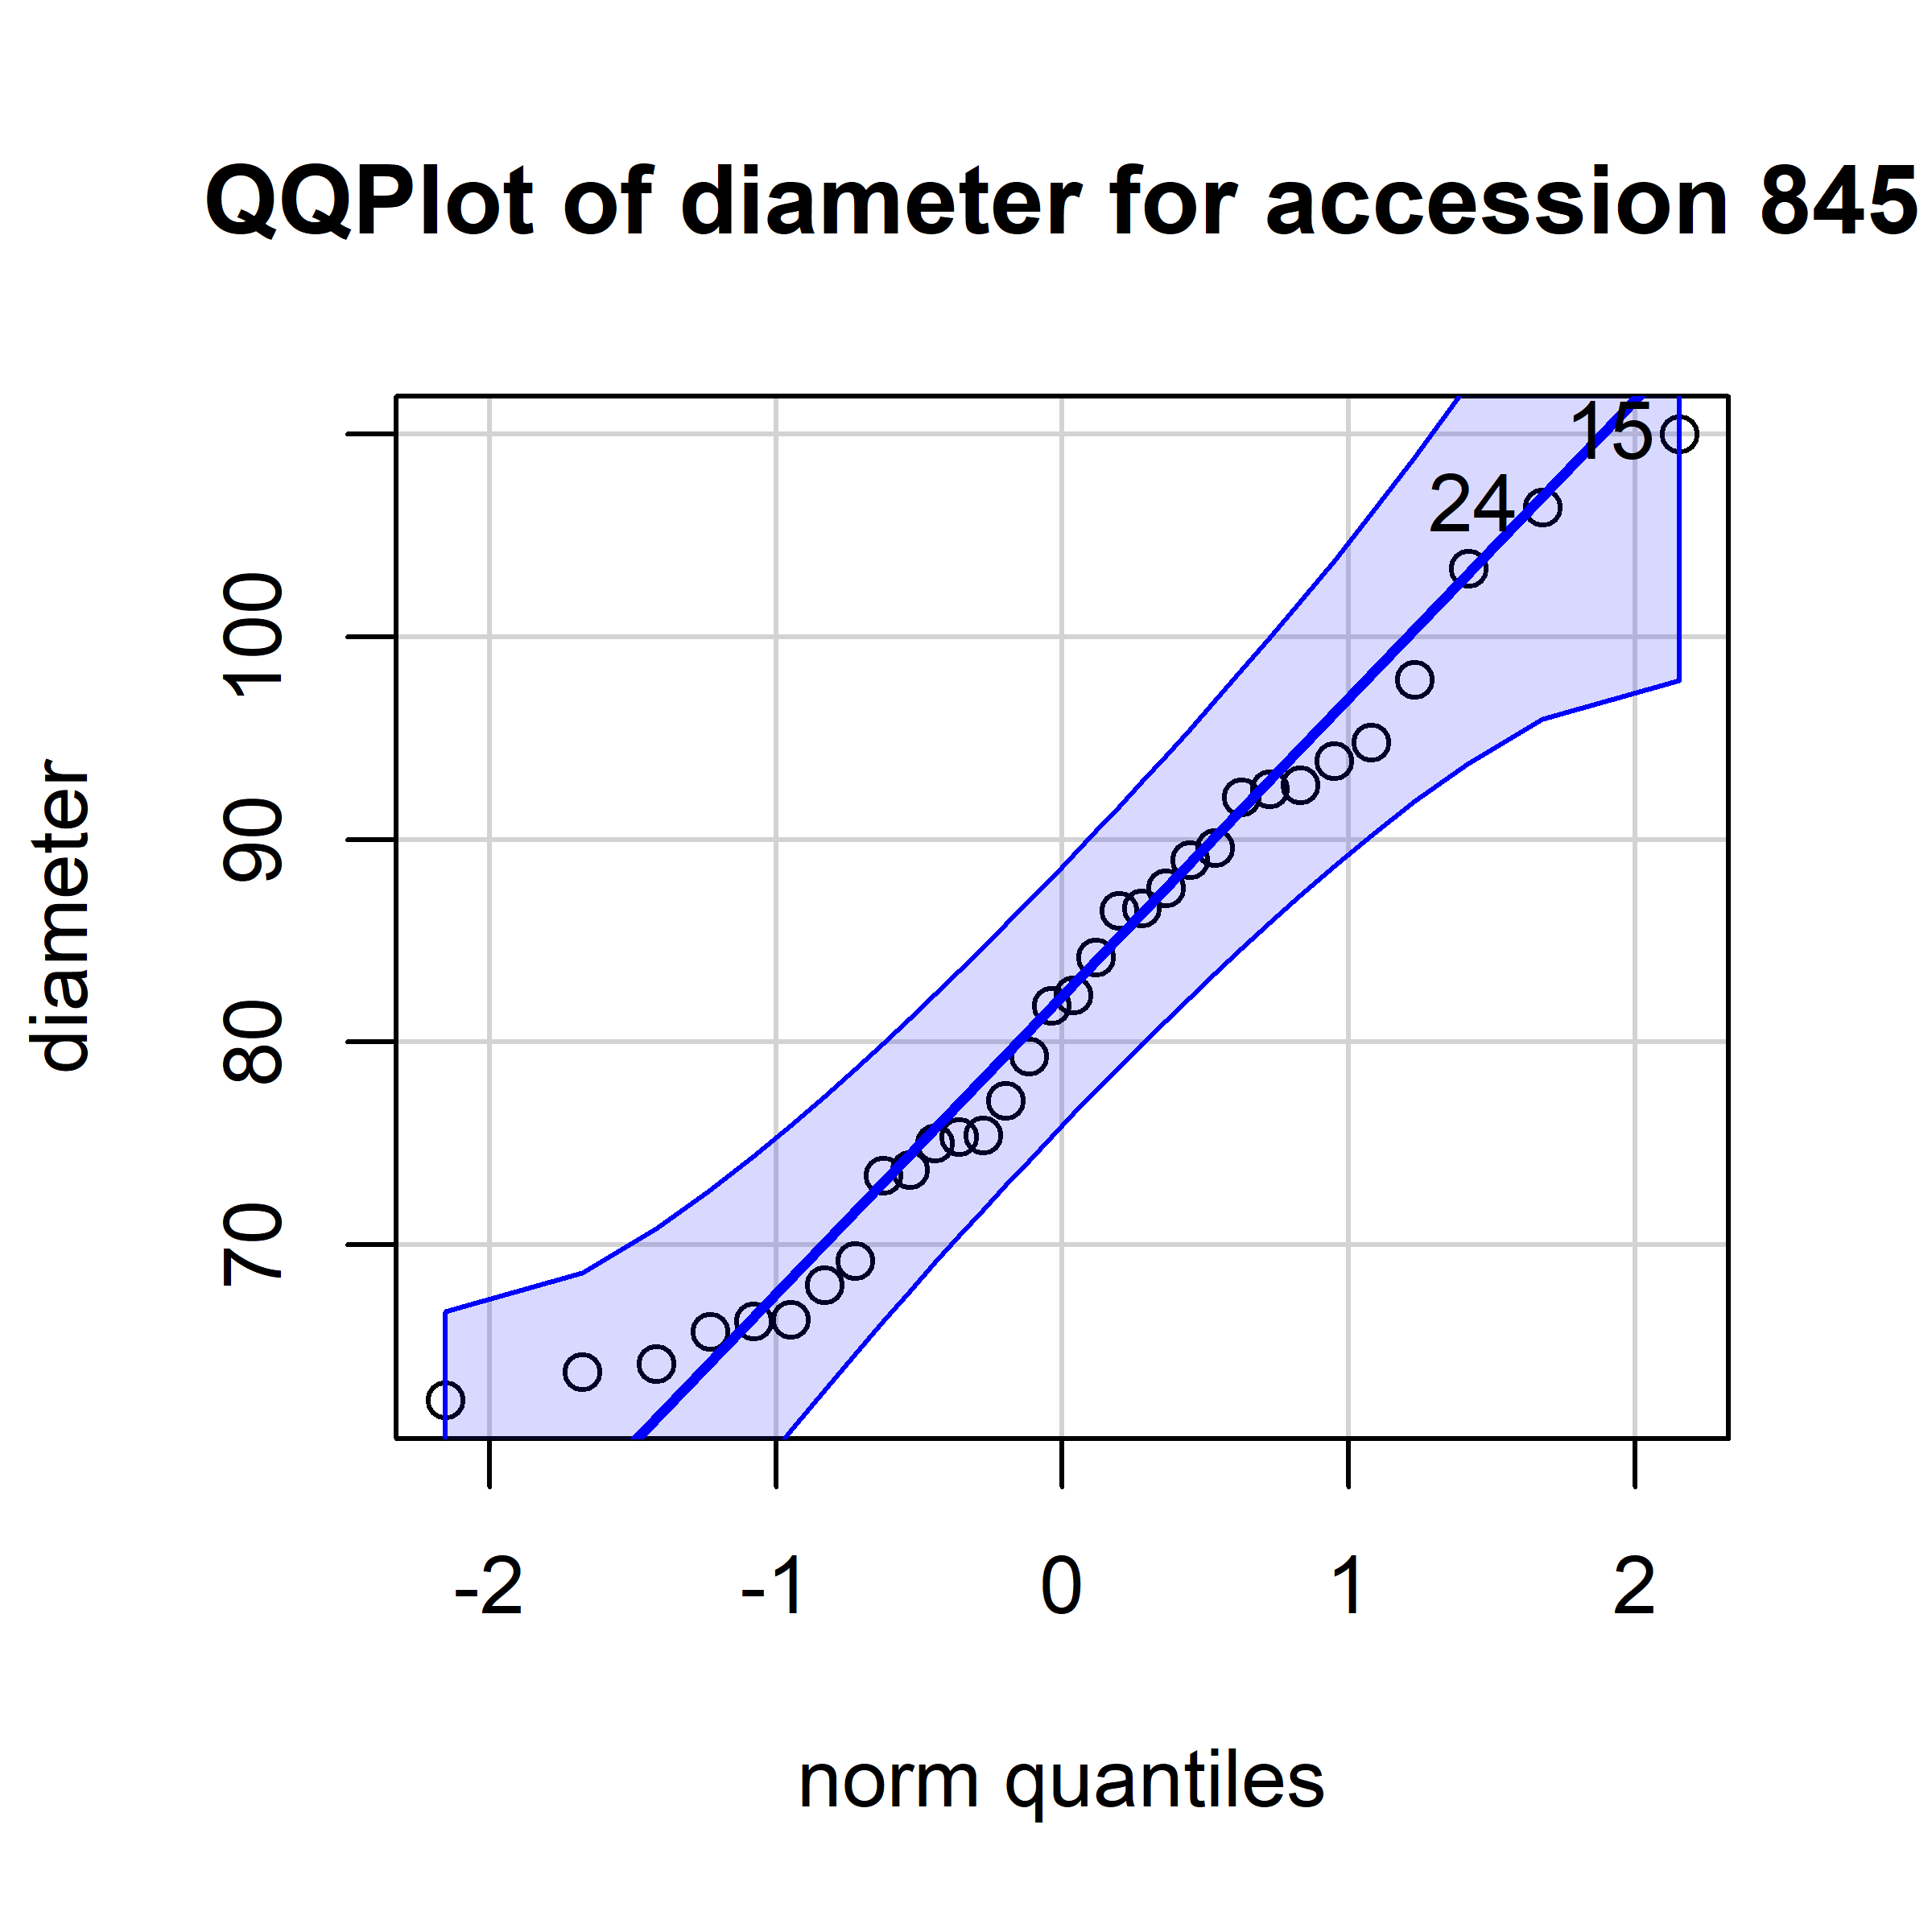 QQPlot of diameter for accession 845
15
24
100
90
80
70
diameter
-2 -1 0 1 2
norm quantiles